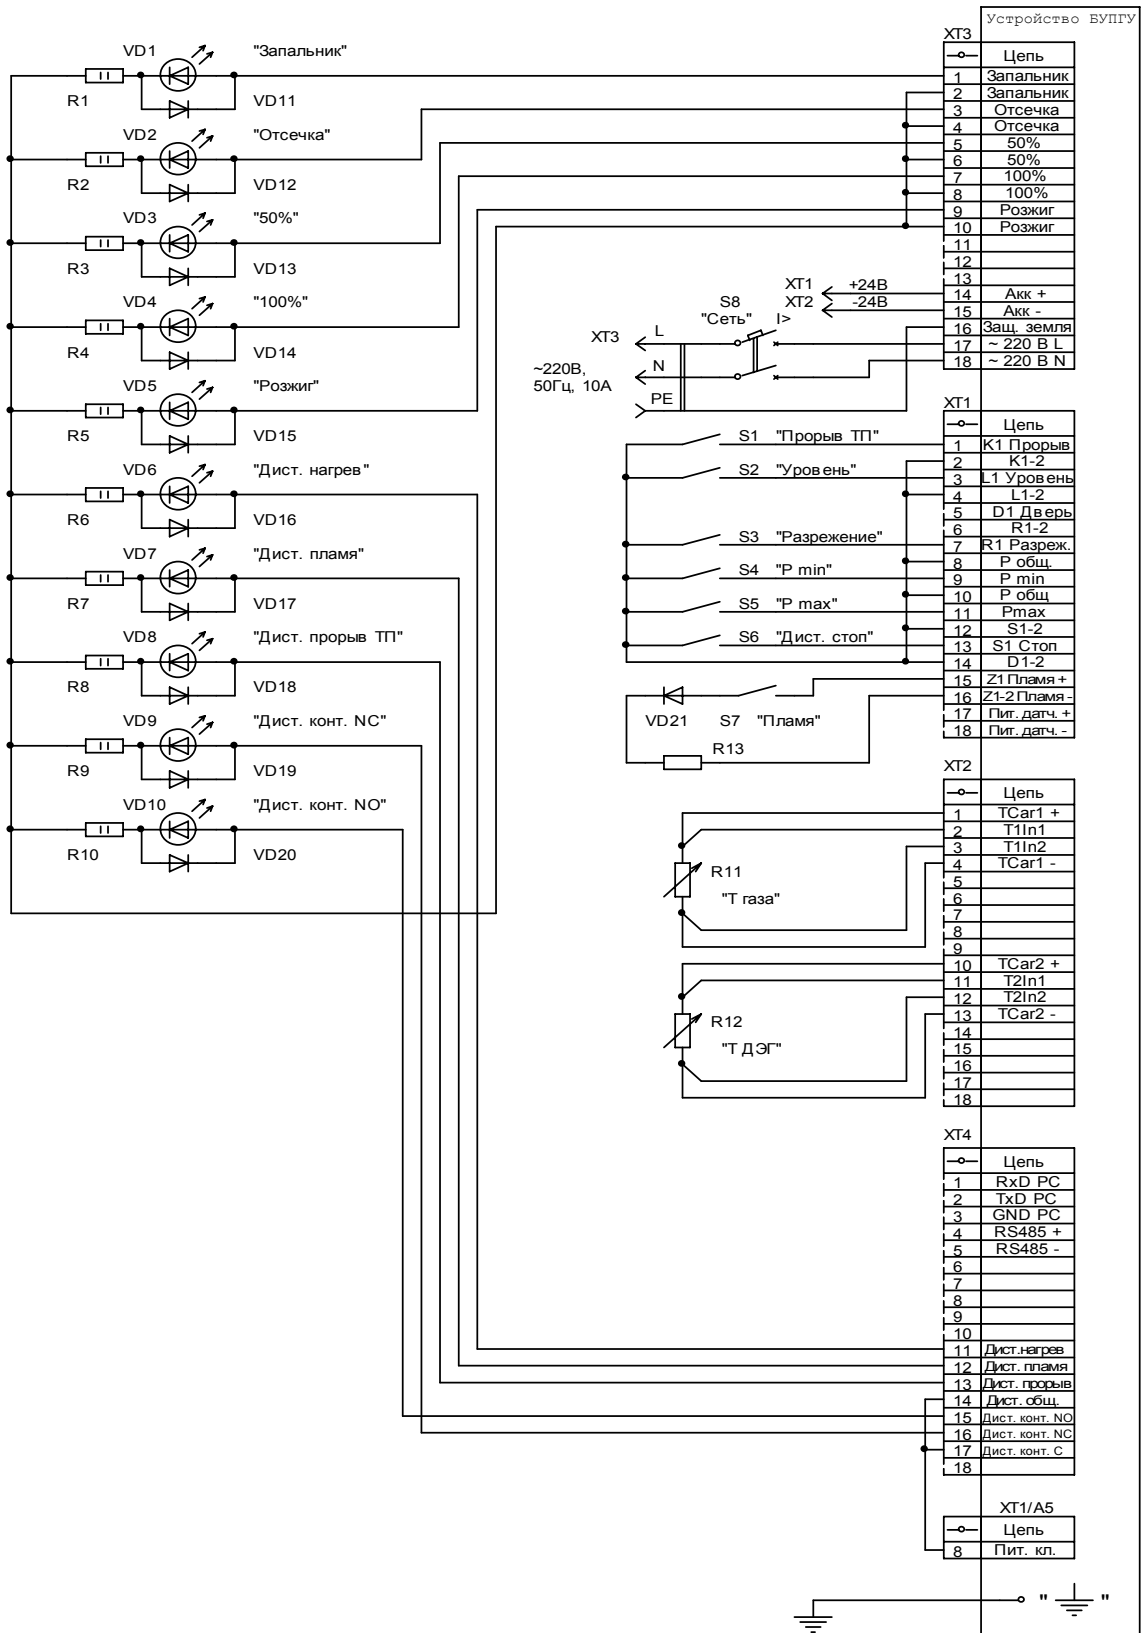 Устройство БУПГУ
VD1 "Запальник"
R1 VD11
VD2 "Отсечка"
R2 VD12
VD3 "50%"
R3 VD13
VD4 "100%"
R4 VD14
VD5 "Розжиг"
R5 VD15
VD6 "Дист. нагрев"
R6 VD16
VD7 "Дист. пламя"
R7 VD17
VD8 "Дист. прорыв ТП"
R8 VD18
VD9 "Дист. конт. NC"
R9 VD19
VD10 "Дист. конт. NO"
R10 VD20
XT3
Цепь
1 Запальник
2 Запальник
3 Отсечка
4 Отсечка
5 50%
6 50%
7 100%
8 100%
9 Розжиг
10 Розжиг
11
12
13
14 Акк +
15 Акк -
16 Защ. земля
17 ~ 220 В L
18 ~ 220 В N
XT1 +24В
XT2 -24В
S8
"Сеть" I>
XT3 L
N
PE
~220В,
50Гц, 10А
XT1
Цепь
1 K1 Прорыв
2 K1-2
3 L1 Уровень
4 L1-2
5 D1 Дверь
6 R1-2
7 R1 Разреж.
8 Р общ.
9 P min
10 Р общ
11 Pmax
12 S1-2
13 S1 Стоп
14 D1-2
15 Z1 Пламя +
16 Z1-2 Пламя -
17 Пит. датч. +
18 Пит. датч. -
S1 "Прорыв ТП"
S2 "Уровень"
S3 "Разрежение"
S4 "P min"
S5 "P max"
S6 "Дист. стоп"
VD21 S7 "Пламя"
R13
XT2
Цепь
1 TCar1 +
2 T1In1
3 T1In2
4 TCar1 -
5
6
7
8
9
10 TCar2 +
11 T2In1
12 T2In2
13 TCar2 -
14
15
16
17
18
R11
"Т газа"
R12
"Т ДЭГ"
XT4
Цепь
1 RxD PC
2 TxD PC
3 GND PC
4 RS485 +
5 RS485 -
6
7
8
9
10
11 Дист.нагрев
12 Дист. пламя
13 Дист. прорыв
14 Дист. общ.
15 Дист. конт. NO
16 Дист. конт. NC
17 Дист. конт. C
18
XT1/A5
Цепь
8 Пит. кл.
" "